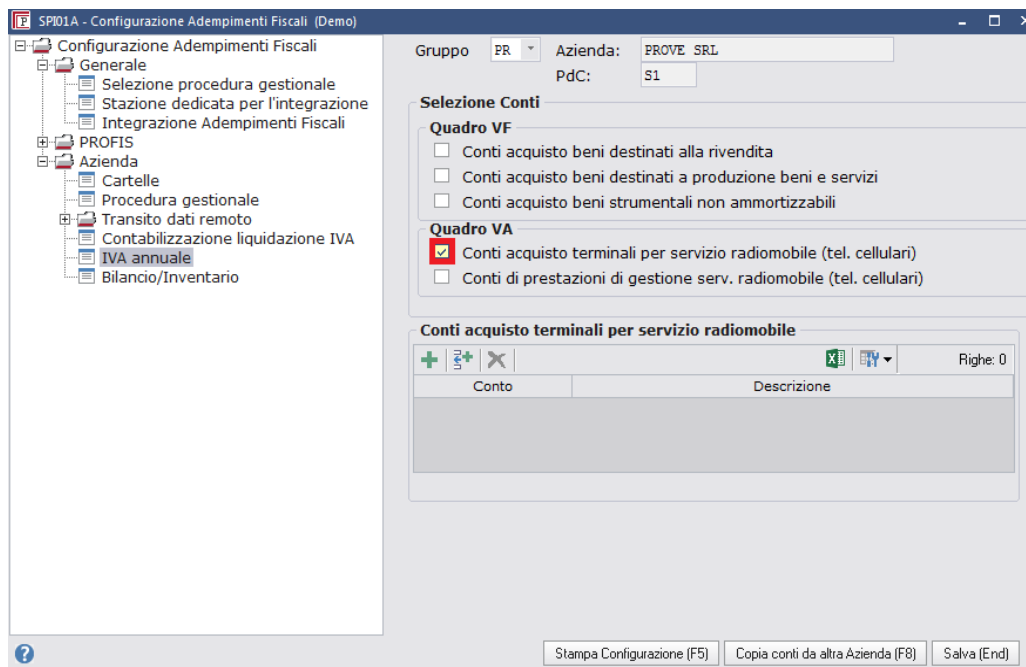 SPI01A - Configurazione Adempimenti Fiscali (Demo)
Configurazione Adempimenti Fiscali
Generale
Selezione procedura gestionale
Stazione dedicata per l'integrazione
Integrazione Adempimenti Fiscali
PROFIS
Azienda
Cartelle
Procedura gestionale
Transito dati remoto
Contabilizzazione liquidazione IVA
IVA annuale
Bilancio/Inventario
Gruppo PR Azienda: PROVE SRL
PdC: S1
Selezione Conti
Quadro VF
Conti acquisto beni destinati alla rivendita
Conti acquisto beni destinati a produzione beni e servizi
Conti acquisto beni strumentali non ammortizzabili
Quadro VA
Conti acquisto terminali per servizio radiomobile (tel. cellulari)
Conti di prestazioni di gestione serv. radiomobile (tel. cellulari)
Conti acquisto terminali per servizio radiomobile
Righe: 0
Conto Descrizione
Stampa Configurazione (F5) Copia conti da altra Azienda (F8) Salva (End)